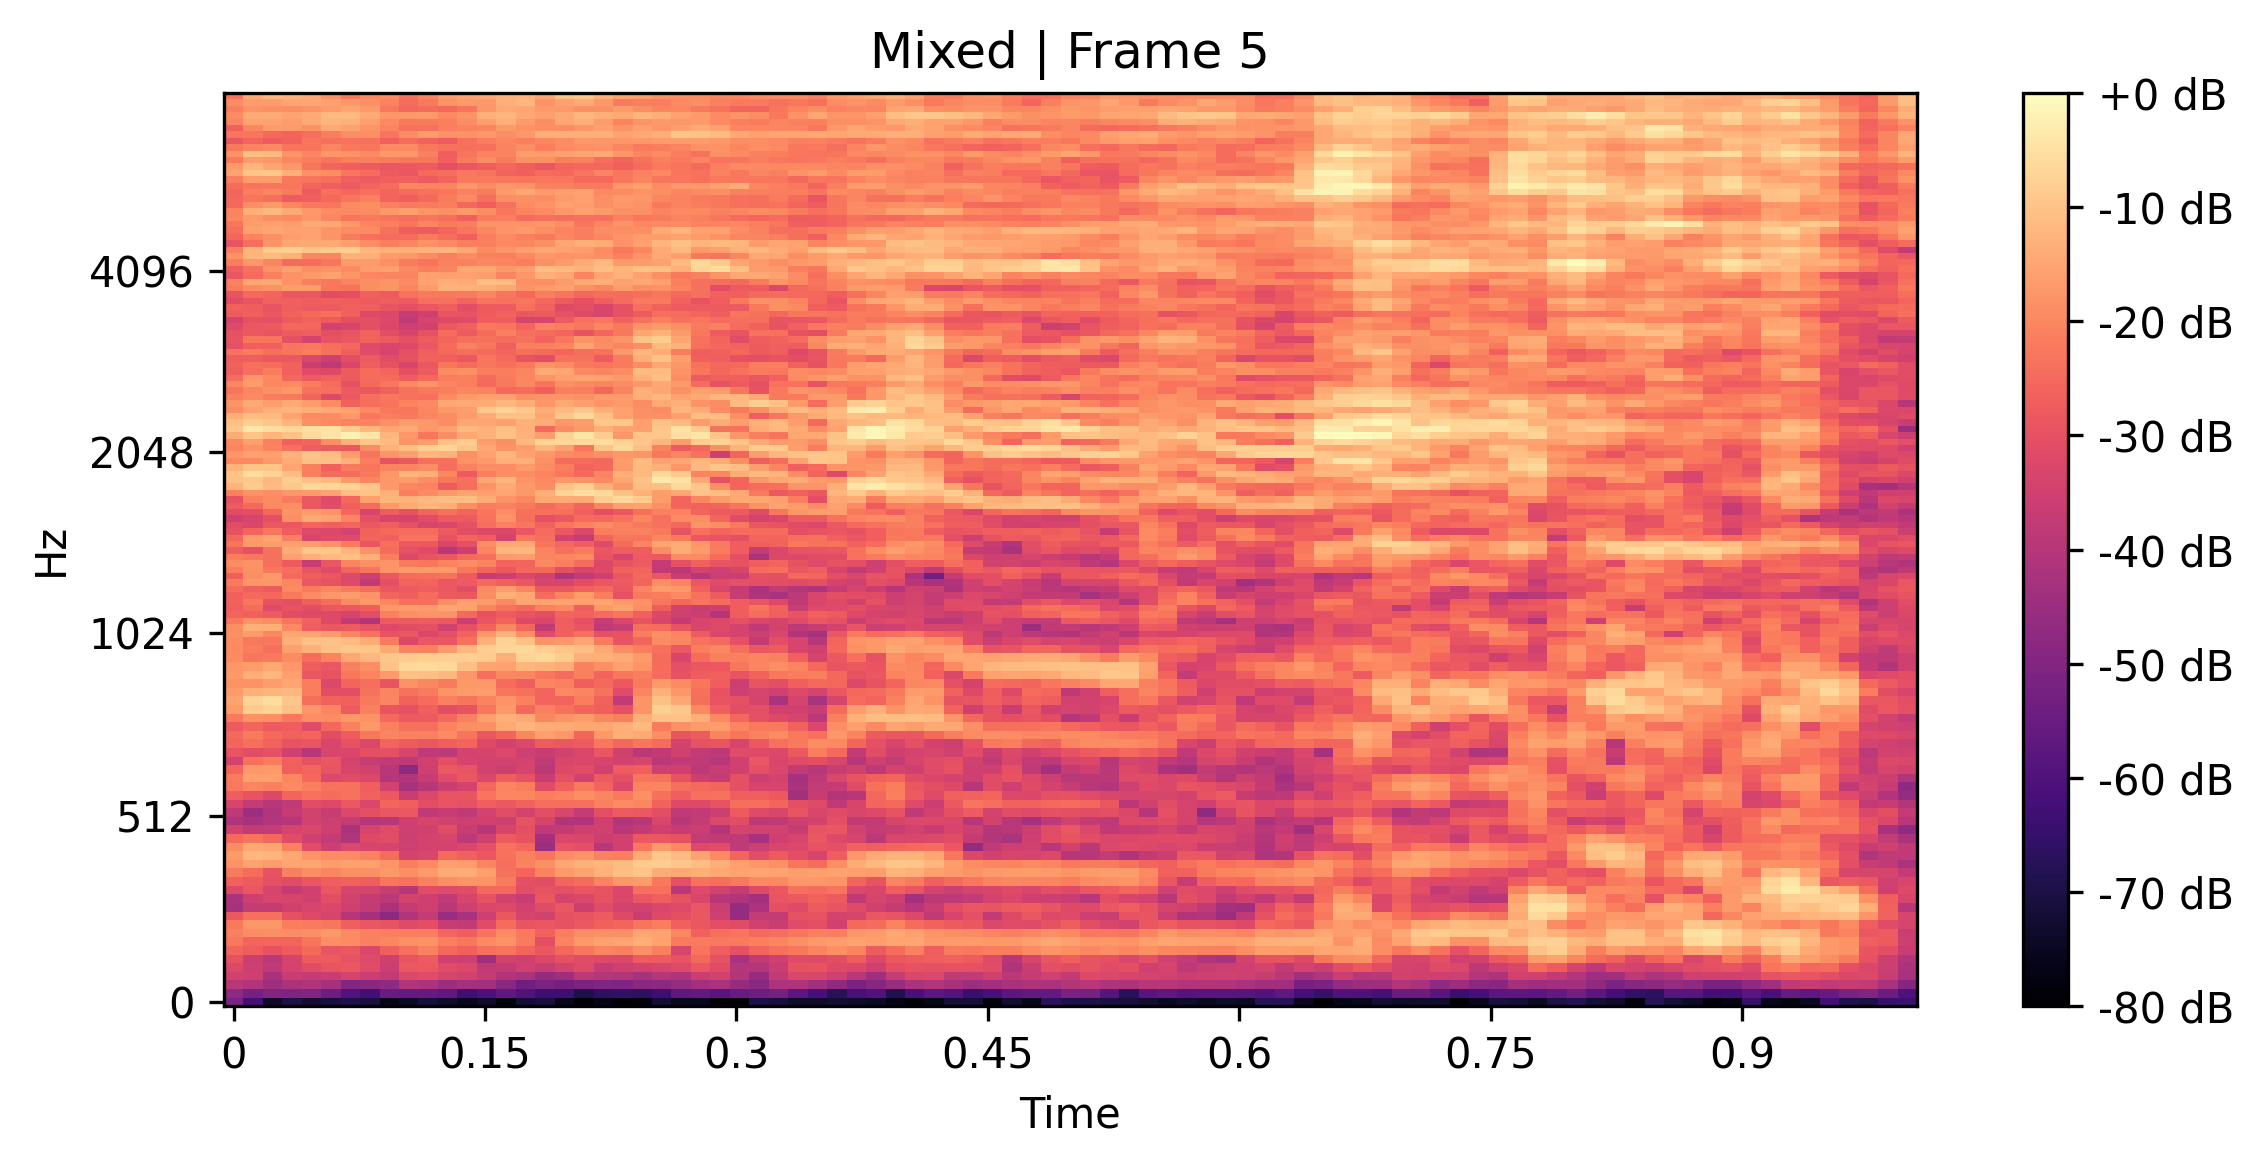 Mixed | Frame 5
+0 dB
-10 dB
-20 dB
-30 dB
-40 dB
-50 dB
-60 dB
-70 dB
-80 dB
4096
2048
1024
512
0
Hz
0 0.15 0.3 0.45 0.6 0.75 0.9
Time